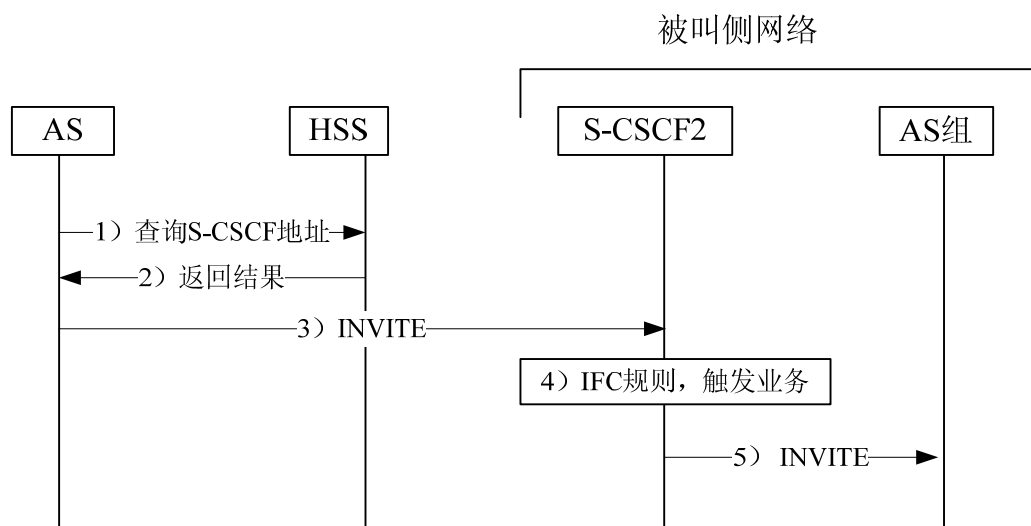 被叫侧网络
AS
HSS
S-CSCF2
AS组
1）查询S-CSCF地址
2）返回结果
3）INVITE
4）IFC规则，触发业务
5） INVITE